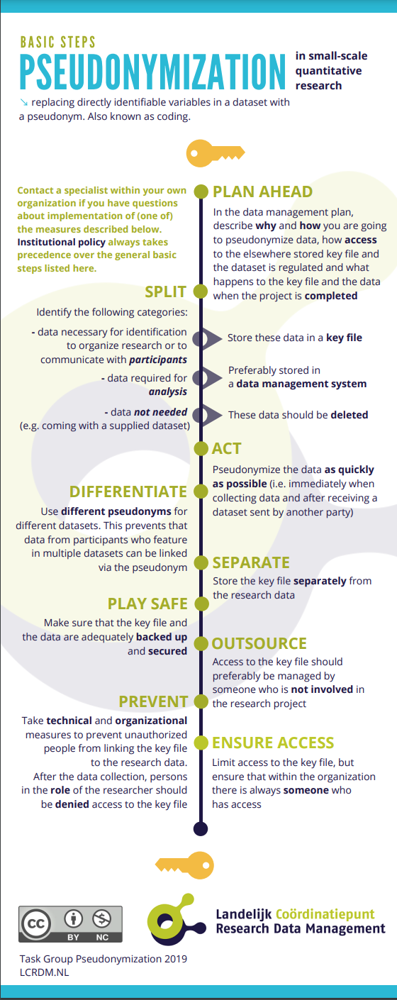 BASIC STEPS
PSEUDONYMIZATION
in small-scale
quantitative
research
↘ replacing directly identifiable variables in a dataset with
a pseudonym. Also known as coding.
Contact a specialist within your own
organization if you have questions
about implementation of (one of)
the measures described below.
Institutional policy always takes
precedence over the general basic
steps listed here.
PLAN AHEAD
In the data management plan,
describe why and how you are going
to pseudonymize data, how access
to the elsewhere stored key file and
the dataset is regulated and what
happens to the key file and the data
when the project is completed
SPLIT
Identify the following categories:
- data necessary for identification
to organize research or to
communicate with participants
Store these data in a key file
- data required for
analysis
Preferably stored in
a data management system
- data not needed
(e.g. coming with a supplied dataset)
These data should be deleted
ACT
Pseudonymize the data as quickly
as possible (i.e. immediately when
collecting data and after receiving a
dataset sent by another party)
DIFFERENTIATE
Use different pseudonyms for
different datasets. This prevents that
data from participants who feature
in multiple datasets can be linked
via the pseudonym
SEPARATE
Store the key file separately from
the research data
PLAY SAFE
Make sure that the key file and
the data are adequately backed up
and secured
OUTSOURCE
Access to the key file should
preferably be managed by
someone who is not involved in
the research project
PREVENT
Take technical and organizational
measures to prevent unauthorized
people from linking the key file
to the research data.
After the data collection, persons
in the role of the researcher should
be denied access to the key file
ENSURE ACCESS
Limit access to the key file, but
ensure that within the organization
there is always someone who
has access
cc
BY NC
Landelijk Coördinatiepunt
Research Data Management
Task Group Pseudonymization 2019
LCRDM.NL